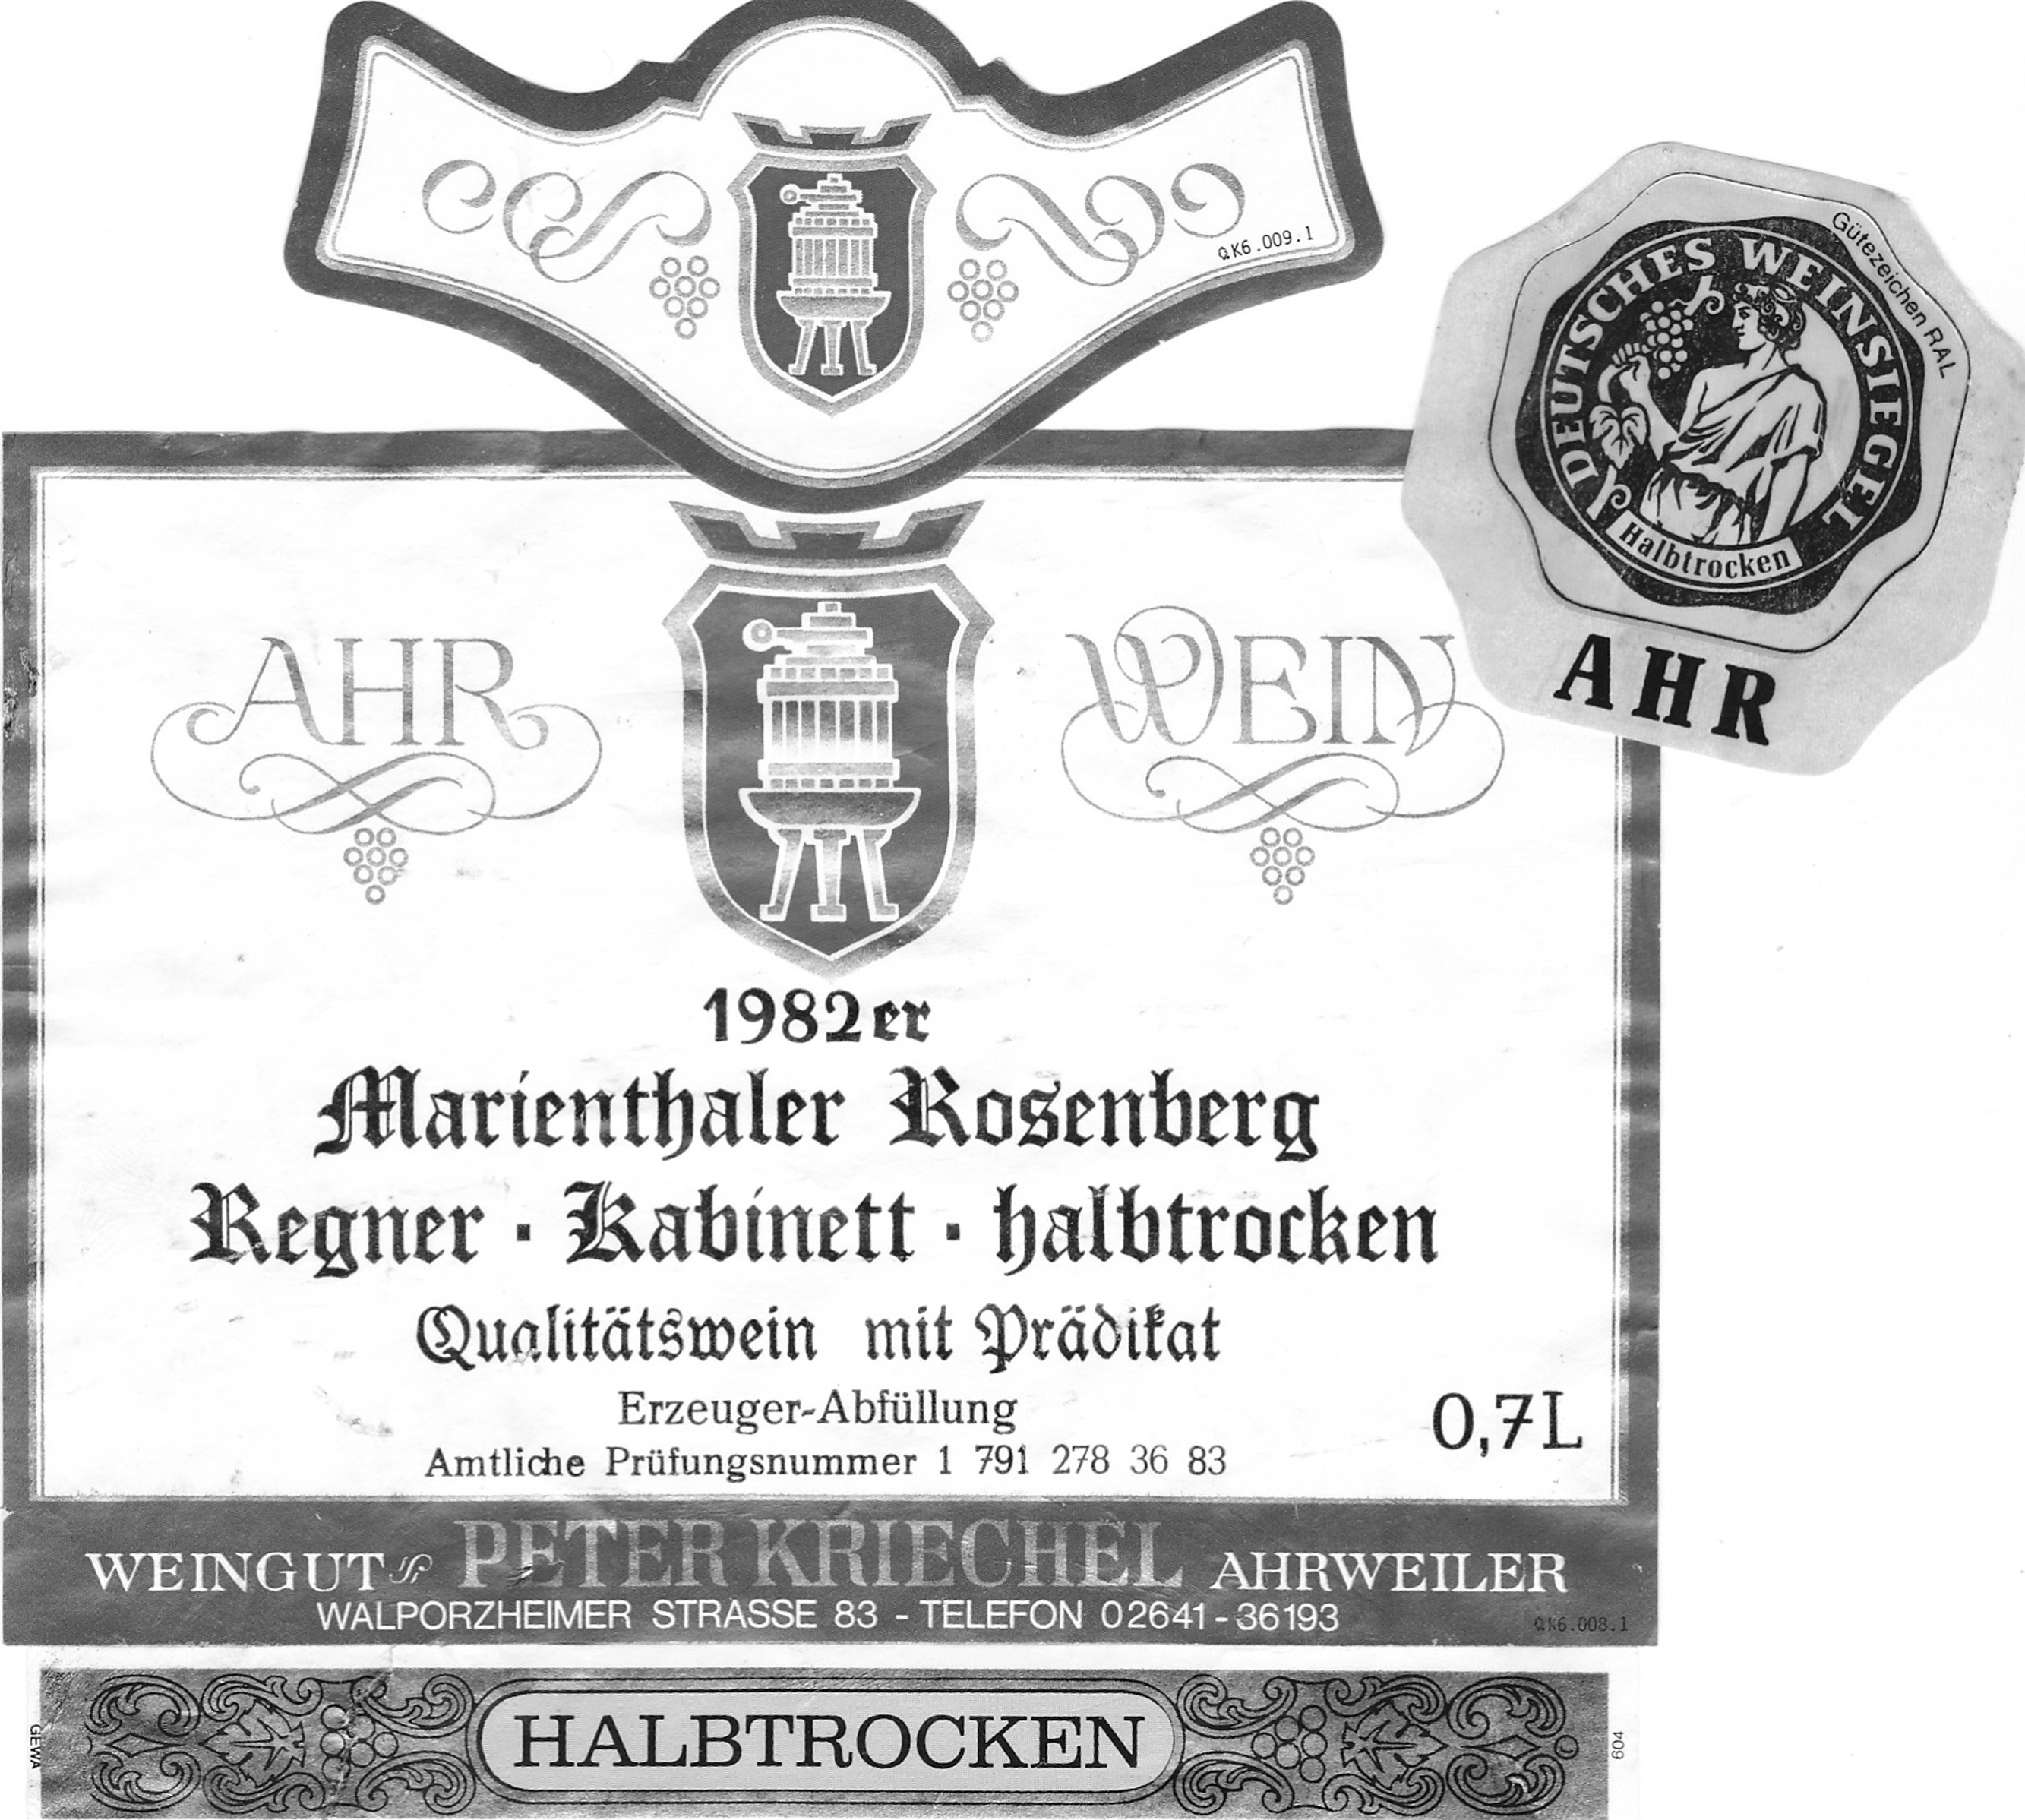 QK6.009.1
Gütezeichen RAL
DEUTSCHES WEINSIEGEL
Halbtrocken
AHR
AHR WEIN
1982er
Marienthaler Rosenberg
Regner · Kabinett · halbtrocken
Qualitätswein mit Prädikat
Erzeuger-Abfüllung
0,7L
Amtliche Prüfungsnummer 1 791 278 36 83
WEINGUT PETER KRIECHEL AHRWEILER
WALPORZHEIMER STRASSE 83 - TELEFON 02641-36193
QK6.008.1
GEWA
HALBTROCKEN
604